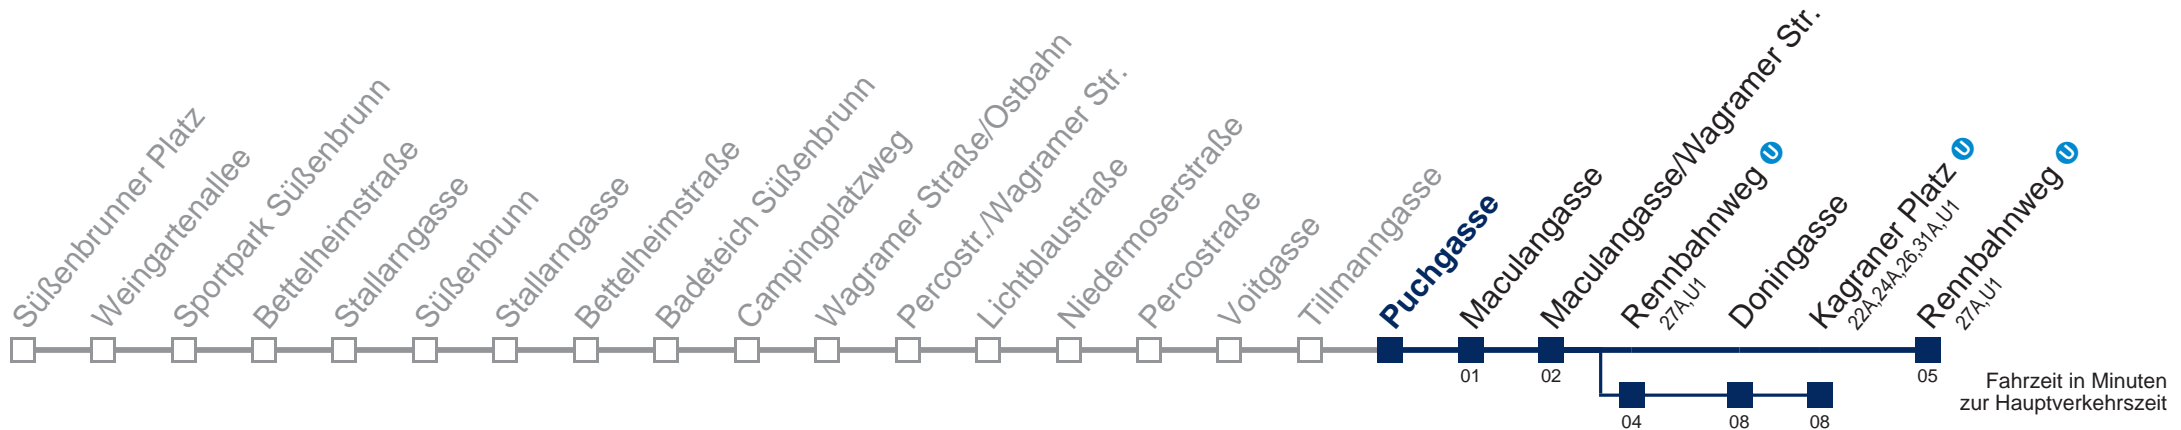 Süßenbrunner Platz
Weingartenallee
Sportpark Süßenbrunn
Bettelheimstraße
Stallarngasse
Süßenbrunn
Stallarngasse
Bettelheimstraße
Badeteich Süßenbrunn
Campingplatzweg
Wagramer Straße/Ostbahn
Percostr./Wagramer Str.
Lichtblaustraße
Niedermoserstraße
Percostraße
Voitgasse
Tillmanngasse
Puchgasse
Maculangasse
Maculangasse/Wagramer Str.
Rennbahnweg U
27A,U1
Doningasse
Kagraner Platz U
22A,24A,26,31A,U1
Rennbahnweg U
27A,U1
01
02
05
04
08
08
Fahrzeit in Minuten
zur Hauptverkehrszeit